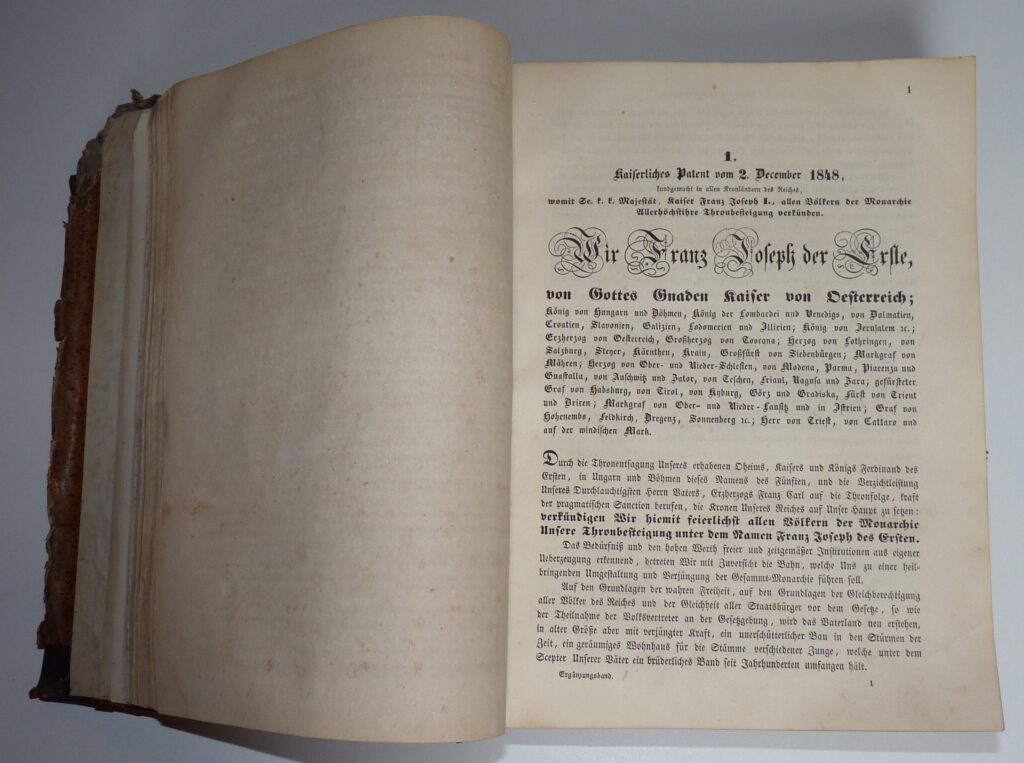 1
1.
Kaiserliches Patent vom 2. December 1848,
kundgemacht in allen Kronländern des Reiches,
womit Se. k. k. Majestät, Kaiser Franz Joseph I., allen Völkern der Monarchie
Allerhöchstihre Thronbesteigung verkünden.
Wir Franz Joseph der Erste,
von Gottes Gnaden Kaiser von Oesterreich;
König von Hungarn und Böhmen, König der Lombardei und Venedigs, von Dalmatien,
Croatien, Slavonien, Galizien, Lodomerien und Illirien; König von Jerusalem ꝛc.;
Erzherzog von Oesterreich, Großherzog von Toscana; Herzog von Lothringen, von
Salzburg, Steyer, Kärnthen, Krain, Großfürst von Siebenbürgen; Markgraf von
Mähren; Herzog von Ober- und Nieder-Schlesien, von Modena, Parma, Piacenza und
Guastalla, von Auschwitz und Zator, von Teschen, Friaul, Ragusa und Zara; gefürsteter
Graf von Habsburg, von Tirol, von Kyburg, Görz und Gradiska, Fürst von Trient
und Brixen; Markgraf von Ober- und Nieder-Lausitz und in Istrien; Graf von
Hohenembs, Feldkirch, Bregenz, Sonnenberg ꝛc.; Herr von Triest, von Cattaro und
auf der windischen Mark.
Durch die Thronentsagung Unseres erhabenen Oheims, Kaisers und Königs Ferdinand des
Ersten, in Ungarn und Böhmen dieses Namens des Fünften, und die Verzichtleistung
Unseres Durchlauchtigsten Herrn Vaters, Erzherzogs Franz Carl auf die Thronfolge, kraft
der pragmatischen Sanction berufen, die Kronen Unseres Reiches auf Unser Haupt zu setzen:
verkündigen Wir hiemit feierlichst allen Völkern der Monarchie
Unsere Thronbesteigung unter dem Namen Franz Joseph des Ersten.
Das Bedürfniß und den hohen Werth freier und zeitgemäßer Institutionen aus eigener
Ueberzeugung erkennend, betreten Wir mit Zuversicht die Bahn, welche Uns zu einer heil-
bringenden Umgestaltung und Verjüngung der Gesammt-Monarchie führen soll.
Auf den Grundlagen der wahren Freiheit, auf den Grundlagen der Gleichberechtigung
aller Völker des Reiches und der Gleichheit aller Staatsbürger vor dem Gesetze, so wie
der Theilnahme der Volksvertreter an der Gesetzgebung, wird das Vaterland neu erstehen,
in alter Größe aber mit verjüngter Kraft, ein unerschütterlicher Bau in den Stürmen der
Zeit, ein geräumiges Wohnhaus für die Stämme verschiedener Zunge, welche unter dem
Scepter Unserer Väter ein brüderliches Band seit Jahrhunderten umfangen hält.
Ergänzungsband.
1